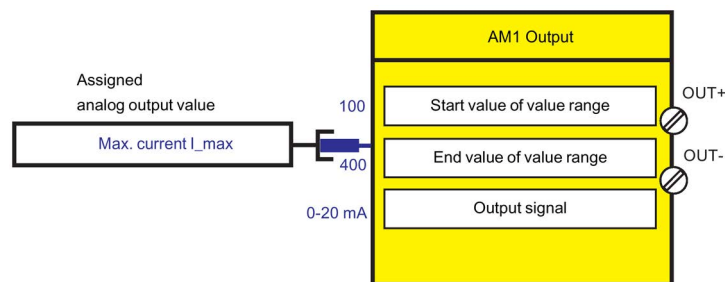 AM1 Output
Assigned
analog output value
100
Start value of value range
OUT+
Max. current I_max
400
End value of value range
OUT-
0-20 mA
Output signal